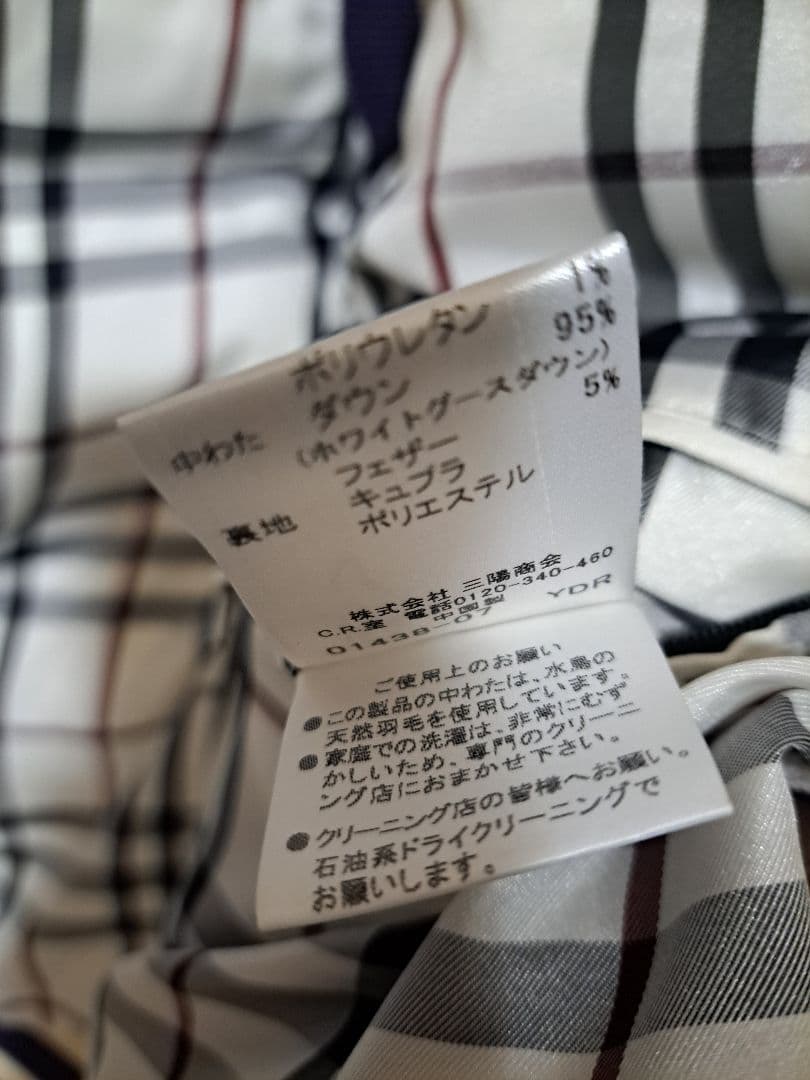 ポリウレタン 1%
中わた ダウン 95%
(ホワイトグースダウン)
フェザー 5%
裏地 キュプラ
ポリエステル
株式会社 三陽商会
C.R.室 電話0120-340-460
中国製
01438-07 YDR
ご使用上のお願い
●この製品の中わたは、水鳥の
天然羽毛を使用しています。
●家庭での洗濯は、非常にむず
かしいため、専門のクリーニ
ング店におまかせ下さい。
●クリーニング店の皆様へお願い。
石油系ドライクリーニングで
お願いします。